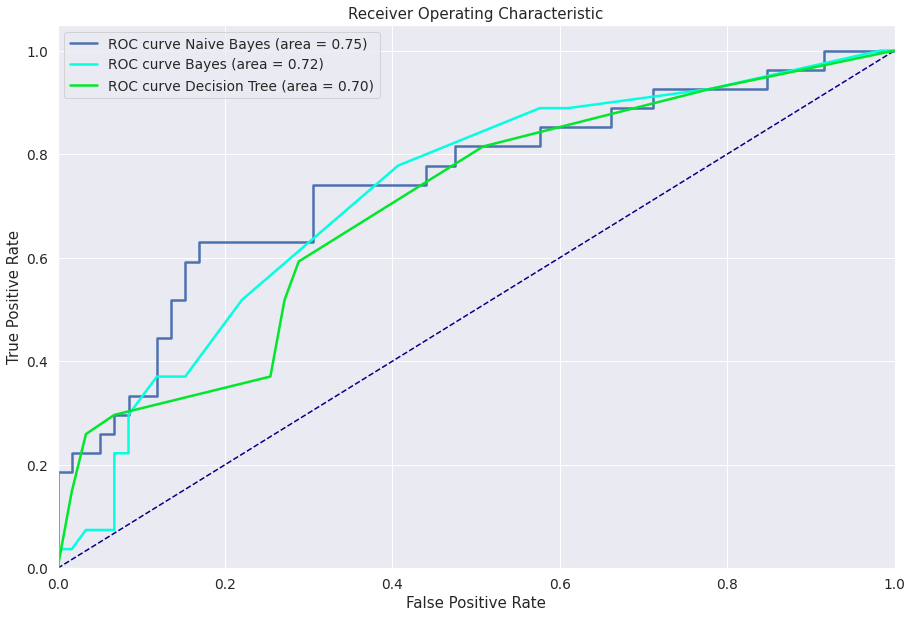 Receiver Operating Characteristic
ROC curve Naive Bayes (area = 0.75)
ROC curve Bayes (area = 0.72)
ROC curve Decision Tree (area = 0.70)
True Positive Rate
1.0
0.8
0.6
0.4
0.2
0.0
0.0 0.2 0.4 0.6 0.8 1.0
False Positive Rate